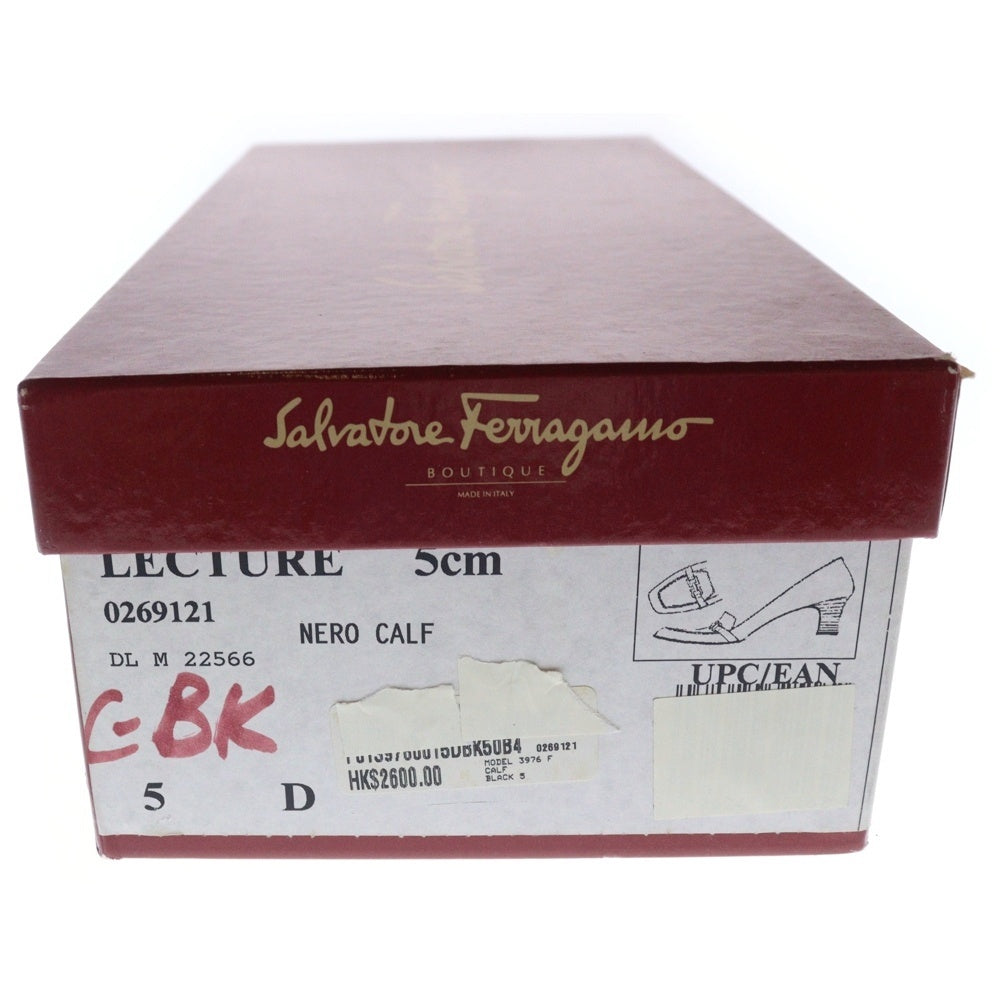 Salvatore Ferragamo
BOUTIQUE
MADE IN ITALY
LECTURE 5cm
0269121
NERO CALF
DL M 22566
UPC/EAN
C-BK
5 D
0269121
MODEL 3976 F
CALF
BLACK 5
HK$2600.00